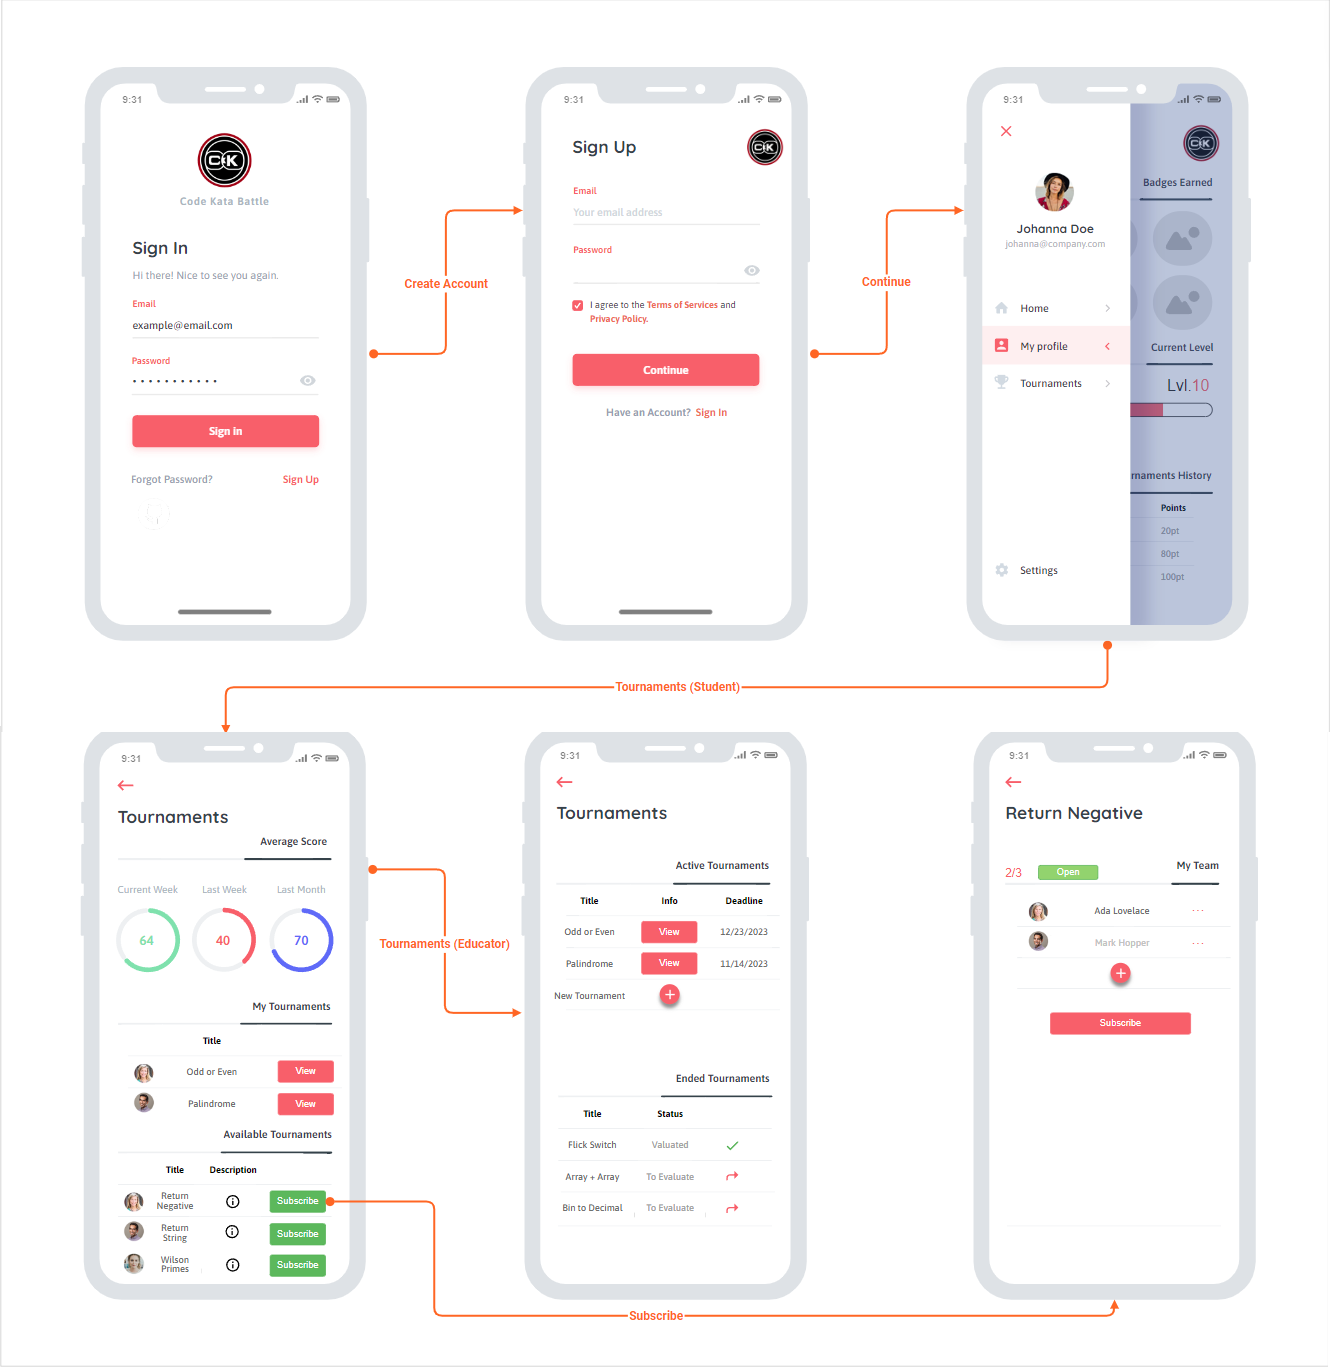 9:31
CK
Code Kata Battle
Sign In
Hi there! Nice to see you again.
Email
example@email.com
Password
Sign in
Forgot Password?
Sign Up
Create Account
9:31
Sign Up
CK
Email
Your email address
Password
I agree to the Terms of Services and
Privacy Policy.
Continue
Have an Account? Sign In
Continue
9:31
CK
Johanna Doe
johanna@company.com
Home
My profile
Tournaments
Settings
Badges Earned
Current Level
Lvl.10
rnaments History
Points
20pt
80pt
100pt
Tournaments (Student)
9:31
Tournaments
Average Score
Current Week
Last Week
Last Month
64
40
70
My Tournaments
Title
Odd or Even
View
Palindrome
View
Available Tournaments
Title
Description
Return
Negative
Subscribe
Return
String
Subscribe
Wilson
Primes
Subscribe
Tournaments (Educator)
9:31
Tournaments
Active Tournaments
Title
Info
Deadline
Odd or Even
View
12/23/2023
Palindrome
View
11/14/2023
New Tournament
Ended Tournaments
Title
Status
Flick Switch
Valuated
Array + Array
To Evaluate
Bin to Decimal
To Evaluate
Subscribe
9:31
Return Negative
2/3
Open
My Team
Ada Lovelace
...
Mark Hopper
...
Subscribe